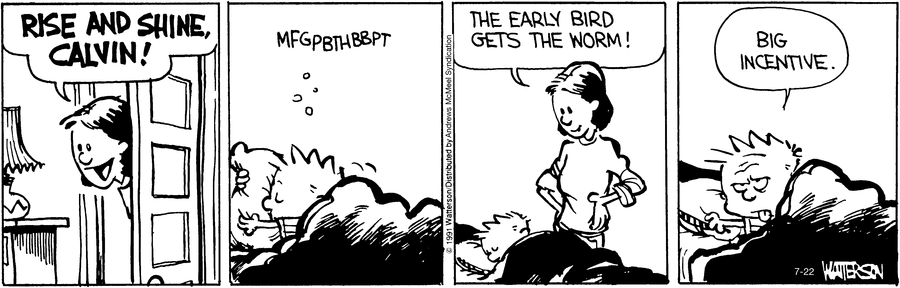 RISE AND SHINE,
CALVIN!
MFGPBTHBBPT
THE EARLY BIRD
GETS THE WORM!
BIG
INCENTIVE.
© 1991 Watterson/Distributed by Andrews McMeel Syndication
7-22 WATTERSON